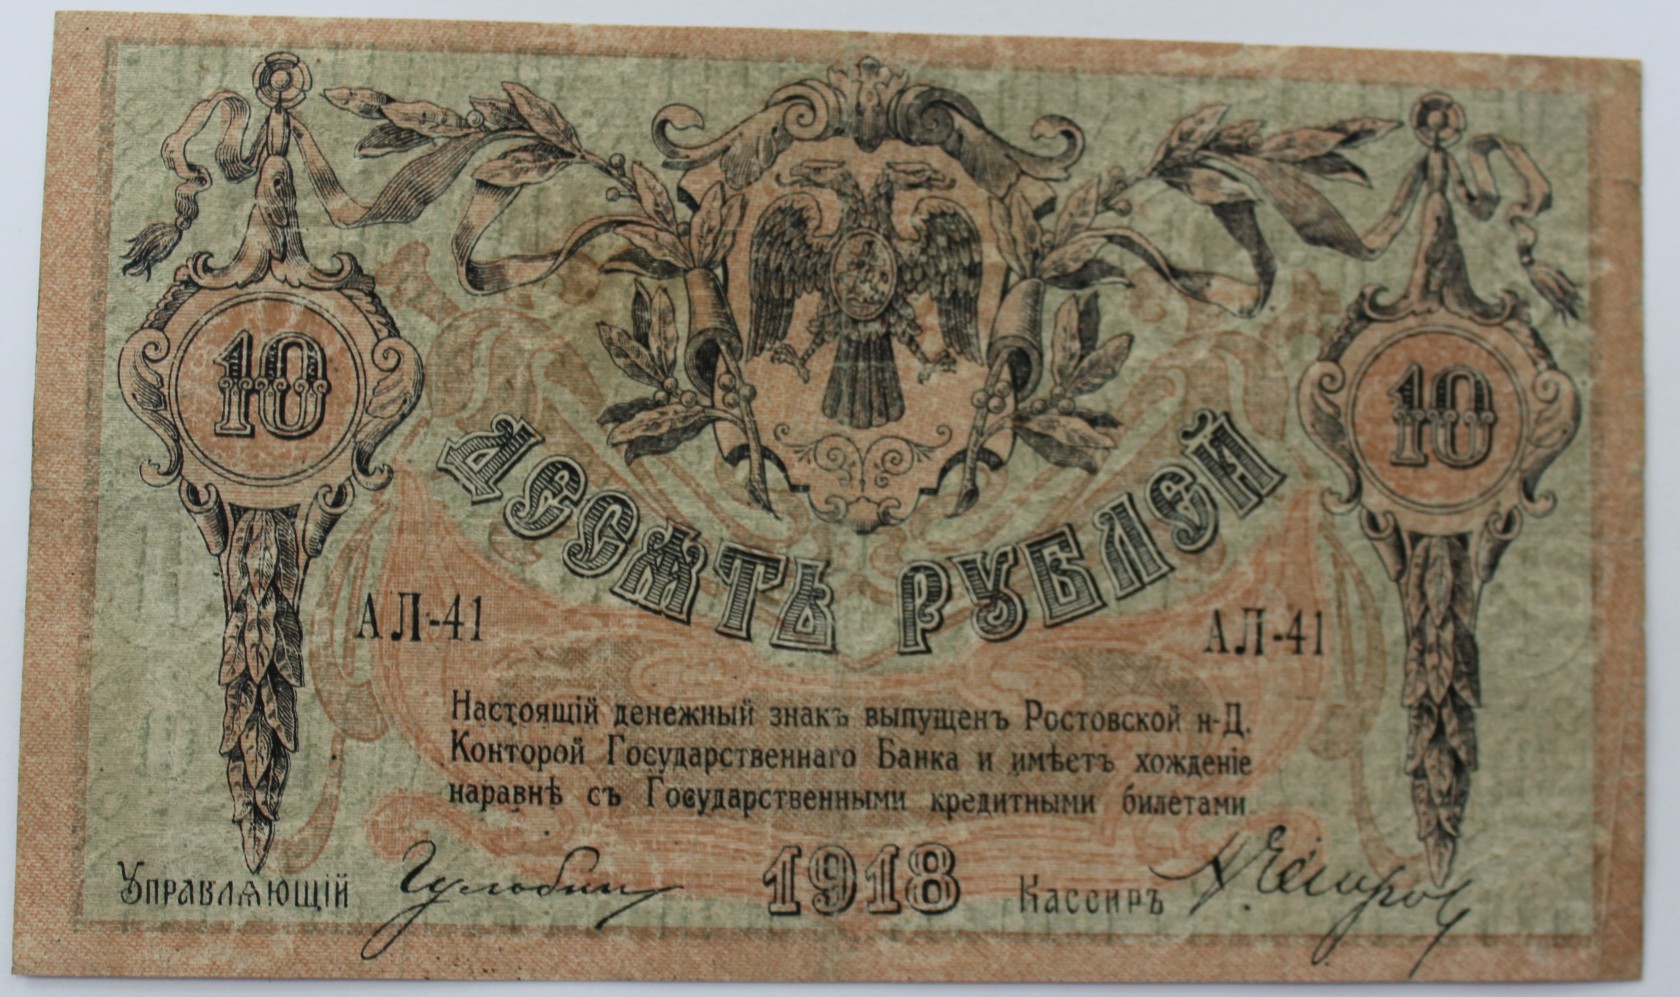 10
10
ДЕСЯТЬ РУБЛЕЙ
АЛ-41
АЛ-41
Настоящій денежный знакъ выпущенъ Ростовской н-Д.
Конторой Государственнаго Банка и имѣетъ хожденіе
наравнѣ съ Государственными кредитными билетами
Управляющій
1918
Кассиръ